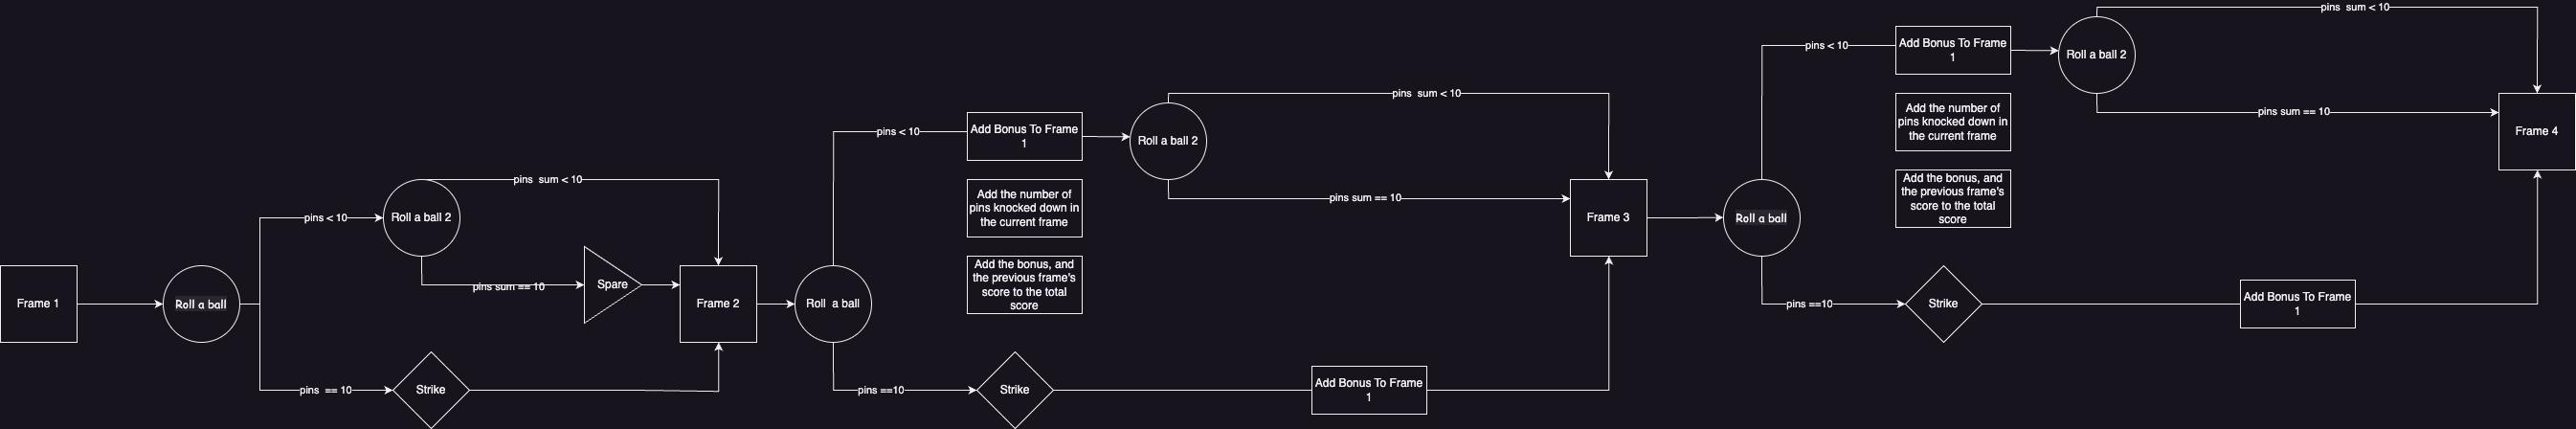 Frame 1
Roll a ball
pins < 10
Roll a ball 2
pins  sum < 10
pins sum == 10
Spare
pins  == 10
Strike
Frame 2
Roll  a ball
pins < 10
Add Bonus To Frame
1
Add the number of
pins knocked down in
the current frame
Add the bonus, and
the previous frame's
score to the total
score
Roll a ball 2
pins  sum < 10
pins sum == 10
pins ==10
Strike
Add Bonus To Frame
1
Frame 3
Roll a ball
pins < 10
Add Bonus To Frame
1
Add the number of
pins knocked down in
the current frame
Add the bonus, and
the previous frame's
score to the total
score
Roll a ball 2
pins  sum < 10
pins sum == 10
pins ==10
Strike
Add Bonus To Frame
1
Frame 4